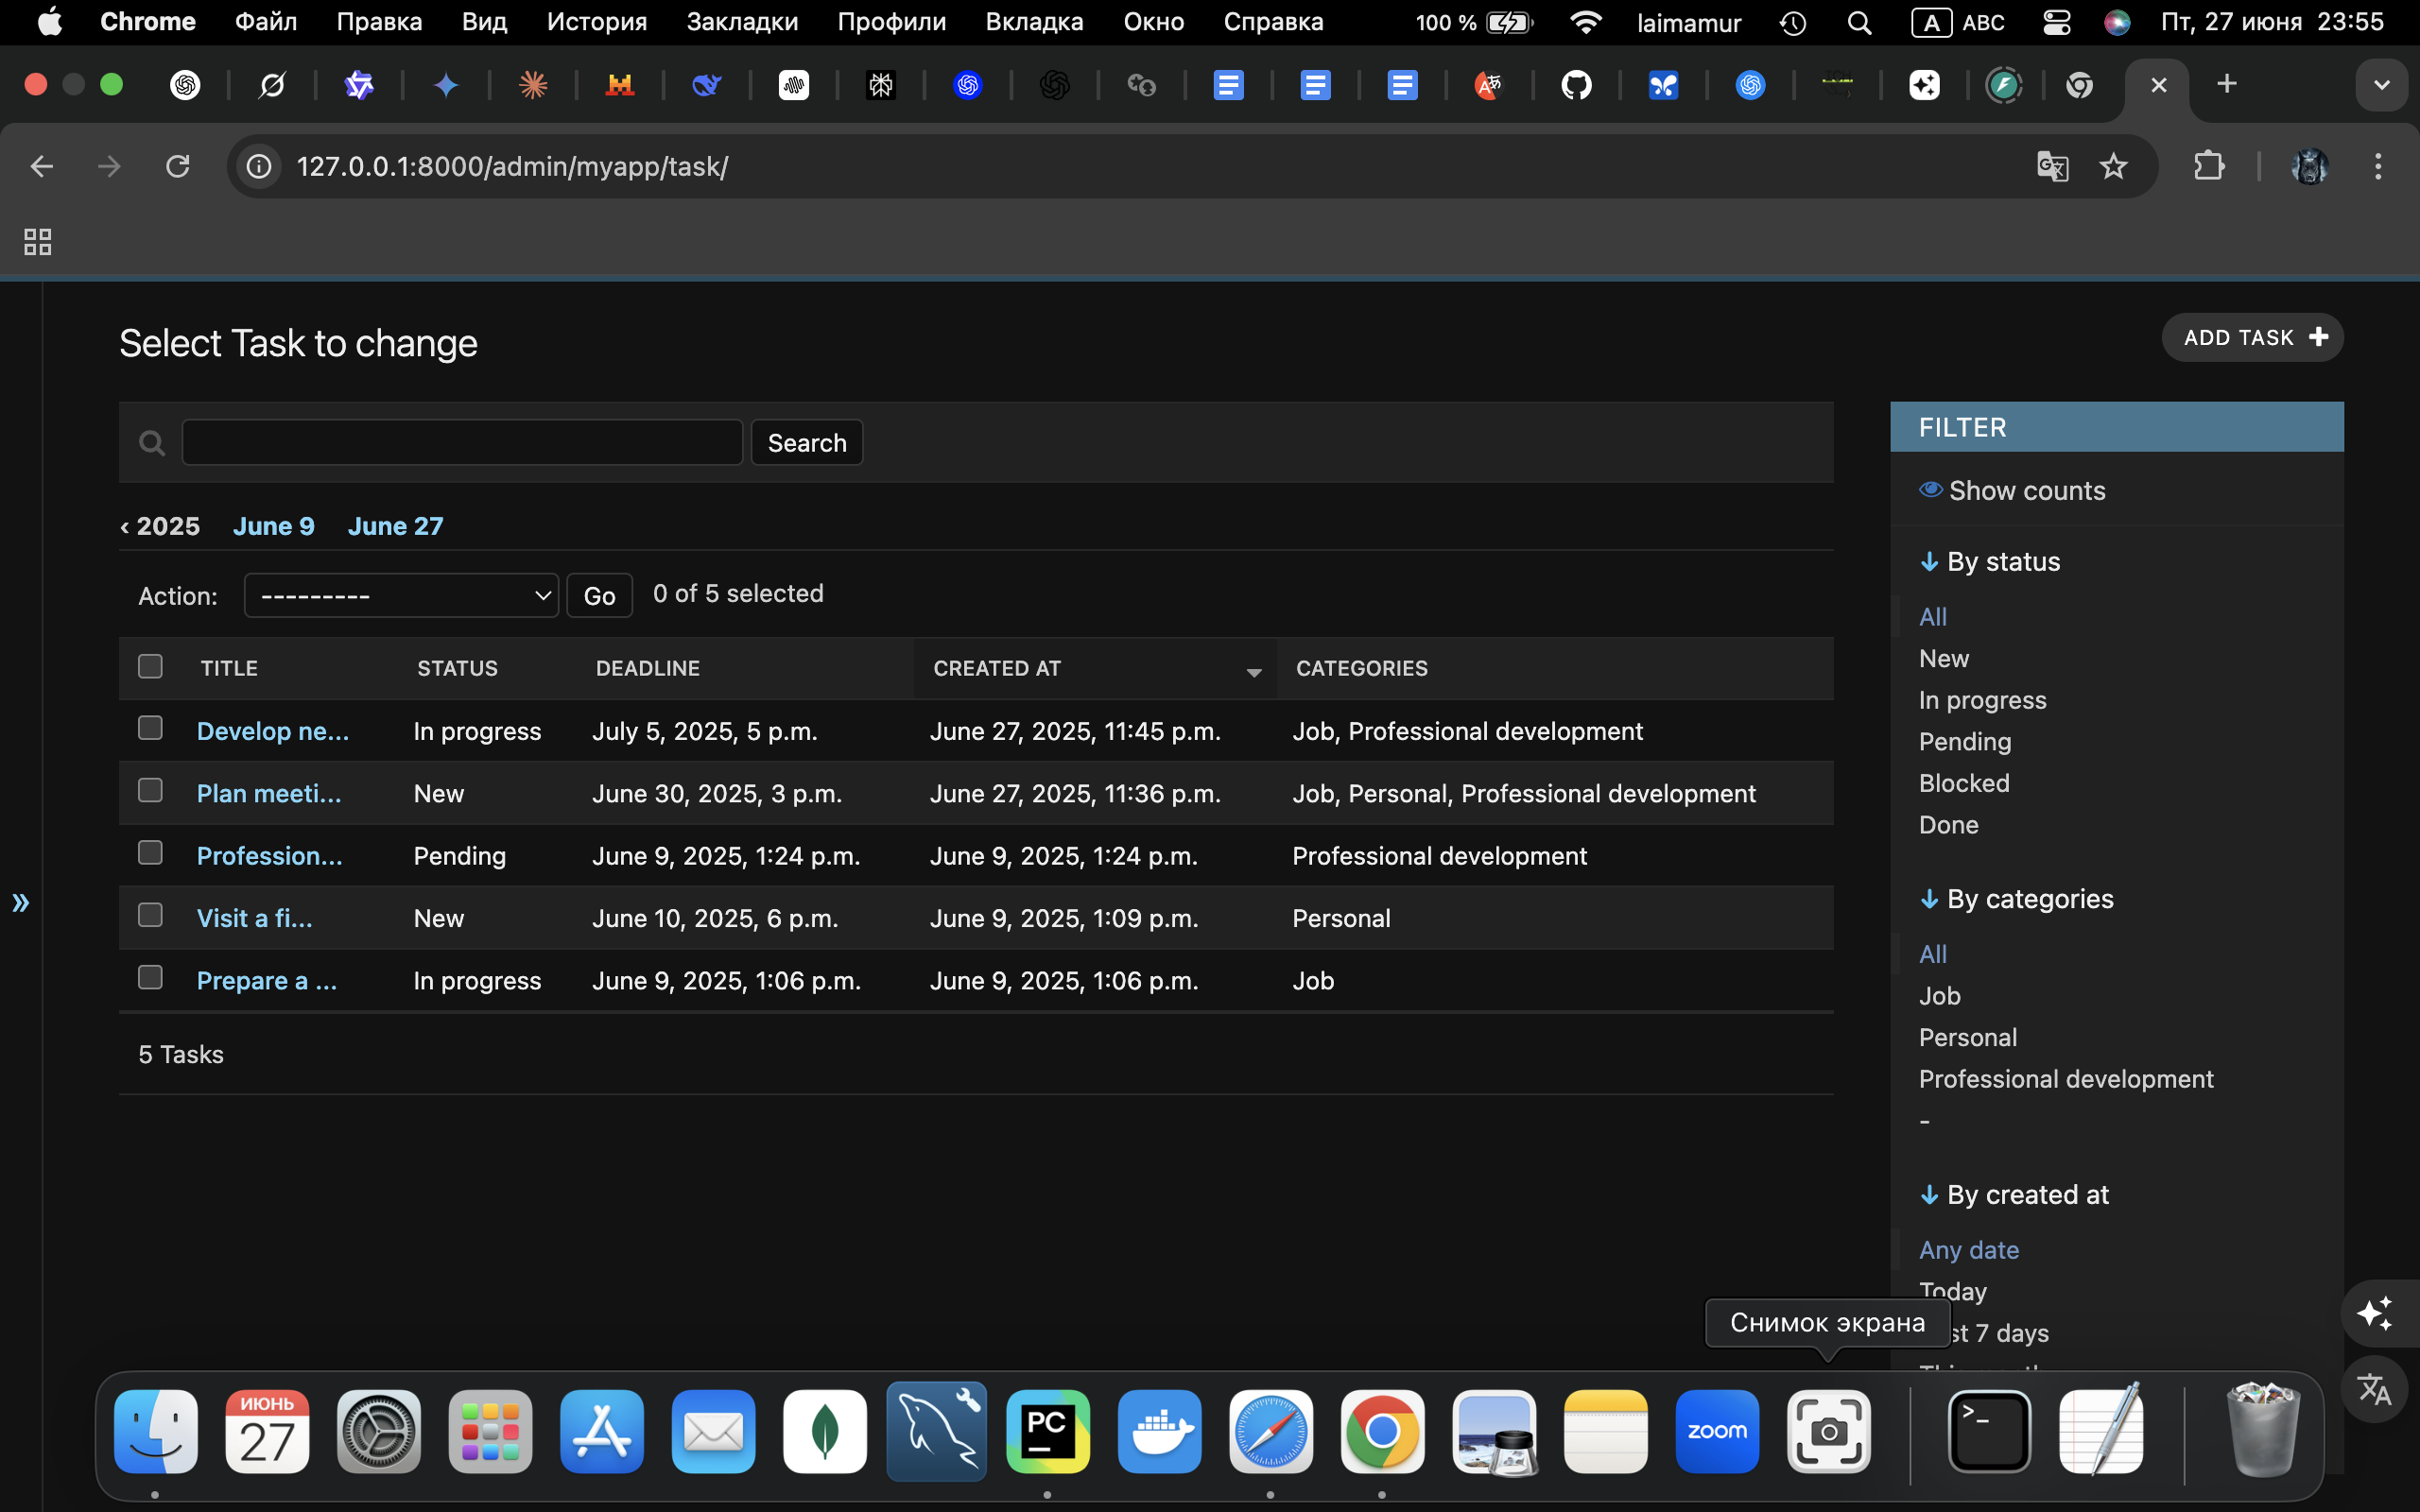 Chrome Файл Правка Вид История Закладки Профили Вкладка Окно Справка 100 % laimamur A ABC Пт, 27 июня 23:55
127.0.0.1:8000/admin/myapp/task/
Select Task to change
ADD TASK +
Search
‹ 2025 June 9 June 27
Action: --------- Go 0 of 5 selected
TITLE STATUS DEADLINE CREATED AT CATEGORIES
Develop ne... In progress July 5, 2025, 5 p.m. June 27, 2025, 11:45 p.m. Job, Professional development
Plan meeti... New June 30, 2025, 3 p.m. June 27, 2025, 11:36 p.m. Job, Personal, Professional development
Profession... Pending June 9, 2025, 1:24 p.m. June 9, 2025, 1:24 p.m. Professional development
Visit a fi... New June 10, 2025, 6 p.m. June 9, 2025, 1:09 p.m. Personal
Prepare a ... In progress June 9, 2025, 1:06 p.m. June 9, 2025, 1:06 p.m. Job
5 Tasks
FILTER
Show counts
By status
All
New
In progress
Pending
Blocked
Done
By categories
All
Job
Personal
Professional development
-
By created at
Any date
Today
st 7 days
Снимок экрана
ИЮНЬ
27
PC
zoom